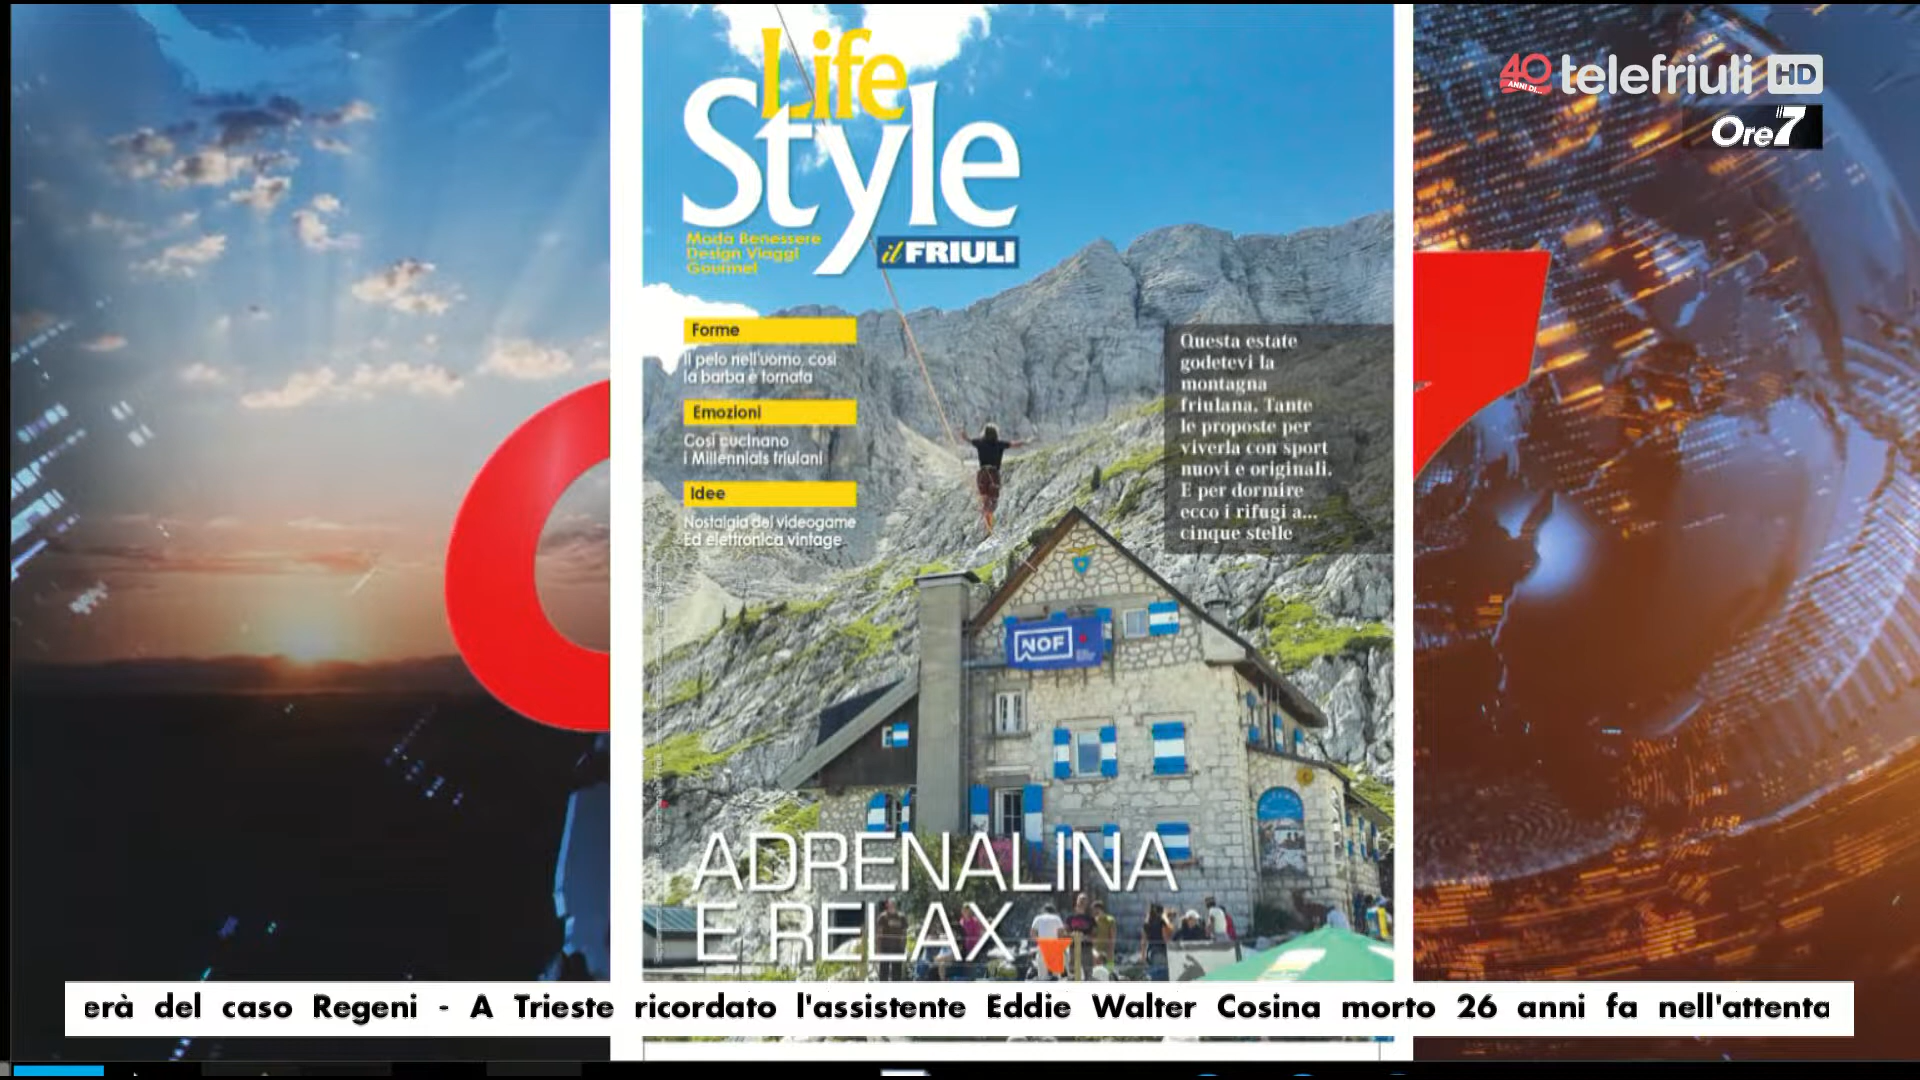 Life
Style
Moda Benessere
Design Viaggi
Gourmet
il FRIULI
40
ANNI DI...
telefriuli HD
Ore 7
Forme
Il pelo nell'uomo, così
la barba è tornata
Emozioni
Così cucinano
i Millennials friulani
Idee
Nostalgia del videogame
Ed elettronica vintage
Questa estate
godetevi la
montagna
friulana. Tante
le proposte per
viverla con sport
nuovi e originali.
E per dormire
ecco i rifugi a...
cinque stelle
NOF
ADRENALINA
E RELAX
erà del caso Regeni - A Trieste ricordato l'assistente Eddie Walter Cosina morto 26 anni fa nell'attenta